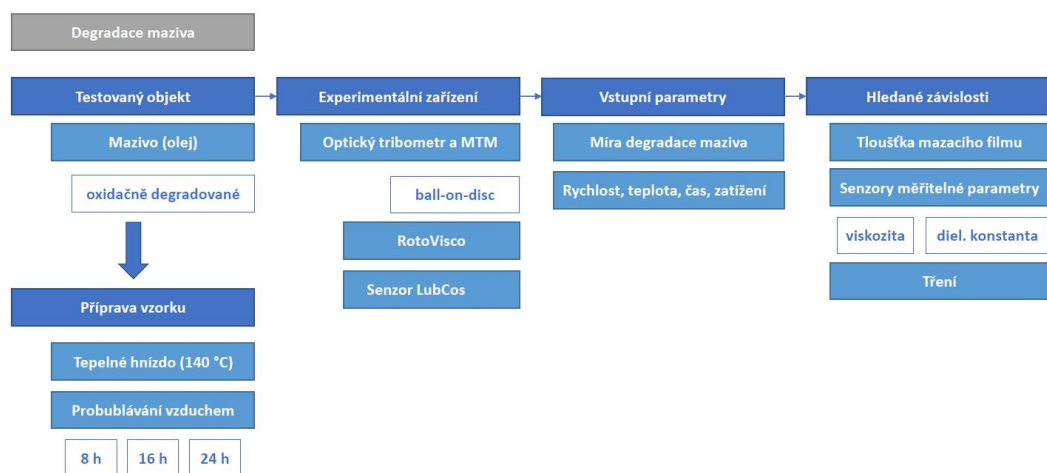 Degradace maziva
Testovaný objekt
Mazivo (olej)
oxidačně degradované
Příprava vzorku
Tepelné hnízdo (140 °C)
Probublávání vzduchem
8 h
16 h
24 h
Experimentální zařízení
Optický tribometr a MTM
ball-on-disc
RotoVisco
Senzor LubCos
Vstupní parametry
Míra degradace maziva
Rychlost, teplota, čas, zatížení
Hledané závislosti
Tloušťka mazacího filmu
Senzory měřitelné parametry
viskozita
diel. konstanta
Tření